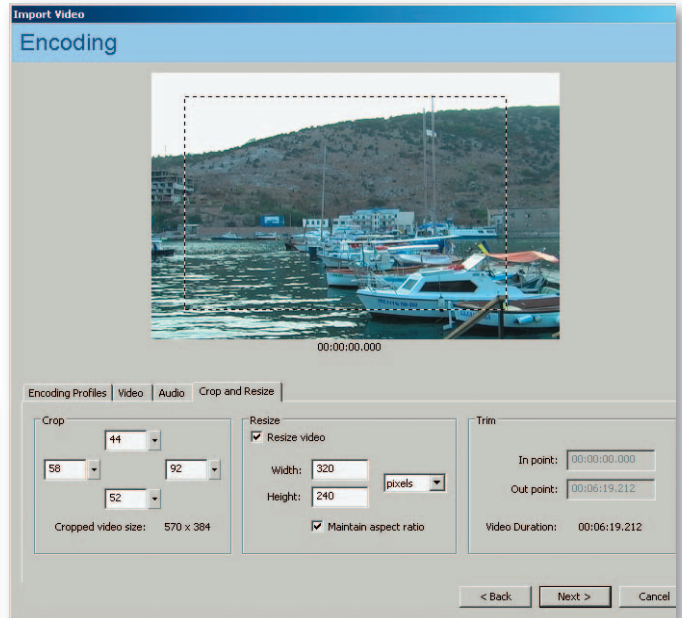 Import Video
Encoding
00:00:00.000
Encoding Profiles Video Audio Crop and Resize
Crop
44
58 92
52
Cropped video size: 570 x 384
Resize
Resize video
Width: 320
Height: 240
pixels
Maintain aspect ratio
Trim
In point: 00:00:00.000
Out point: 00:06:19.212
Video Duration: 00:06:19.212
< Back Next > Cancel